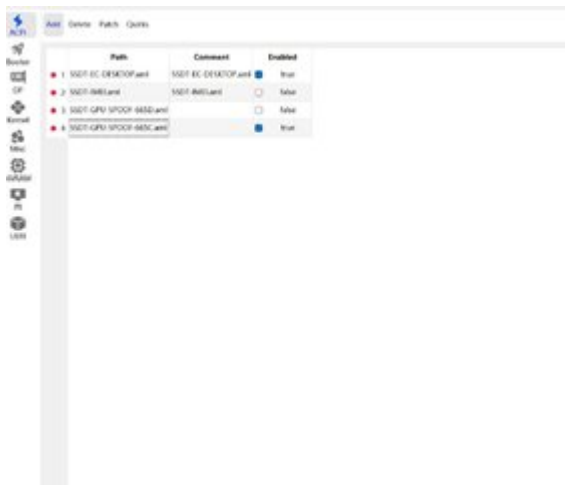 ACPI
Add Delete Patch Quirks
Booter
DP
Kernel
Misc
NVRAM
PI
UEFI
Path Comment Enabled
1 SSDT-EC-DESKTOP.aml SSDT-EC-DESKTOP.aml true
2 SSDT-IMEI.aml SSDT-IMEI.aml false
3 SSDT-GPU-SPOOF-665D.aml false
4 SSDT-GPU-SPOOF-665C.aml true